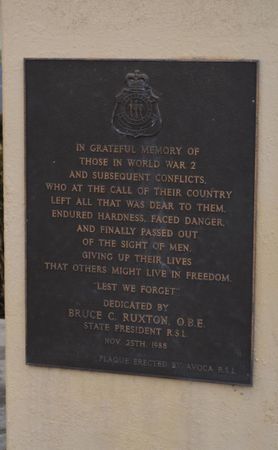 IN GRATEFUL MEMORY OF
THOSE IN WORLD WAR 2
AND SUBSEQUENT CONFLICTS,
WHO AT THE CALL OF THEIR COUNTRY
LEFT ALL THAT WAS DEAR TO THEM,
ENDURED HARDNESS, FACED DANGER,
AND FINALLY PASSED OUT
OF THE SIGHT OF MEN,
GIVING UP THEIR LIVES
THAT OTHERS MIGHT LIVE IN FREEDOM.
"LEST WE FORGET"
DEDICATED BY
BRUCE C. RUXTON, O.B.E.
STATE PRESIDENT R.S.L.
NOV. 25TH. 1988
PLAQUE ERECTED BY AVOCA R.S.L.